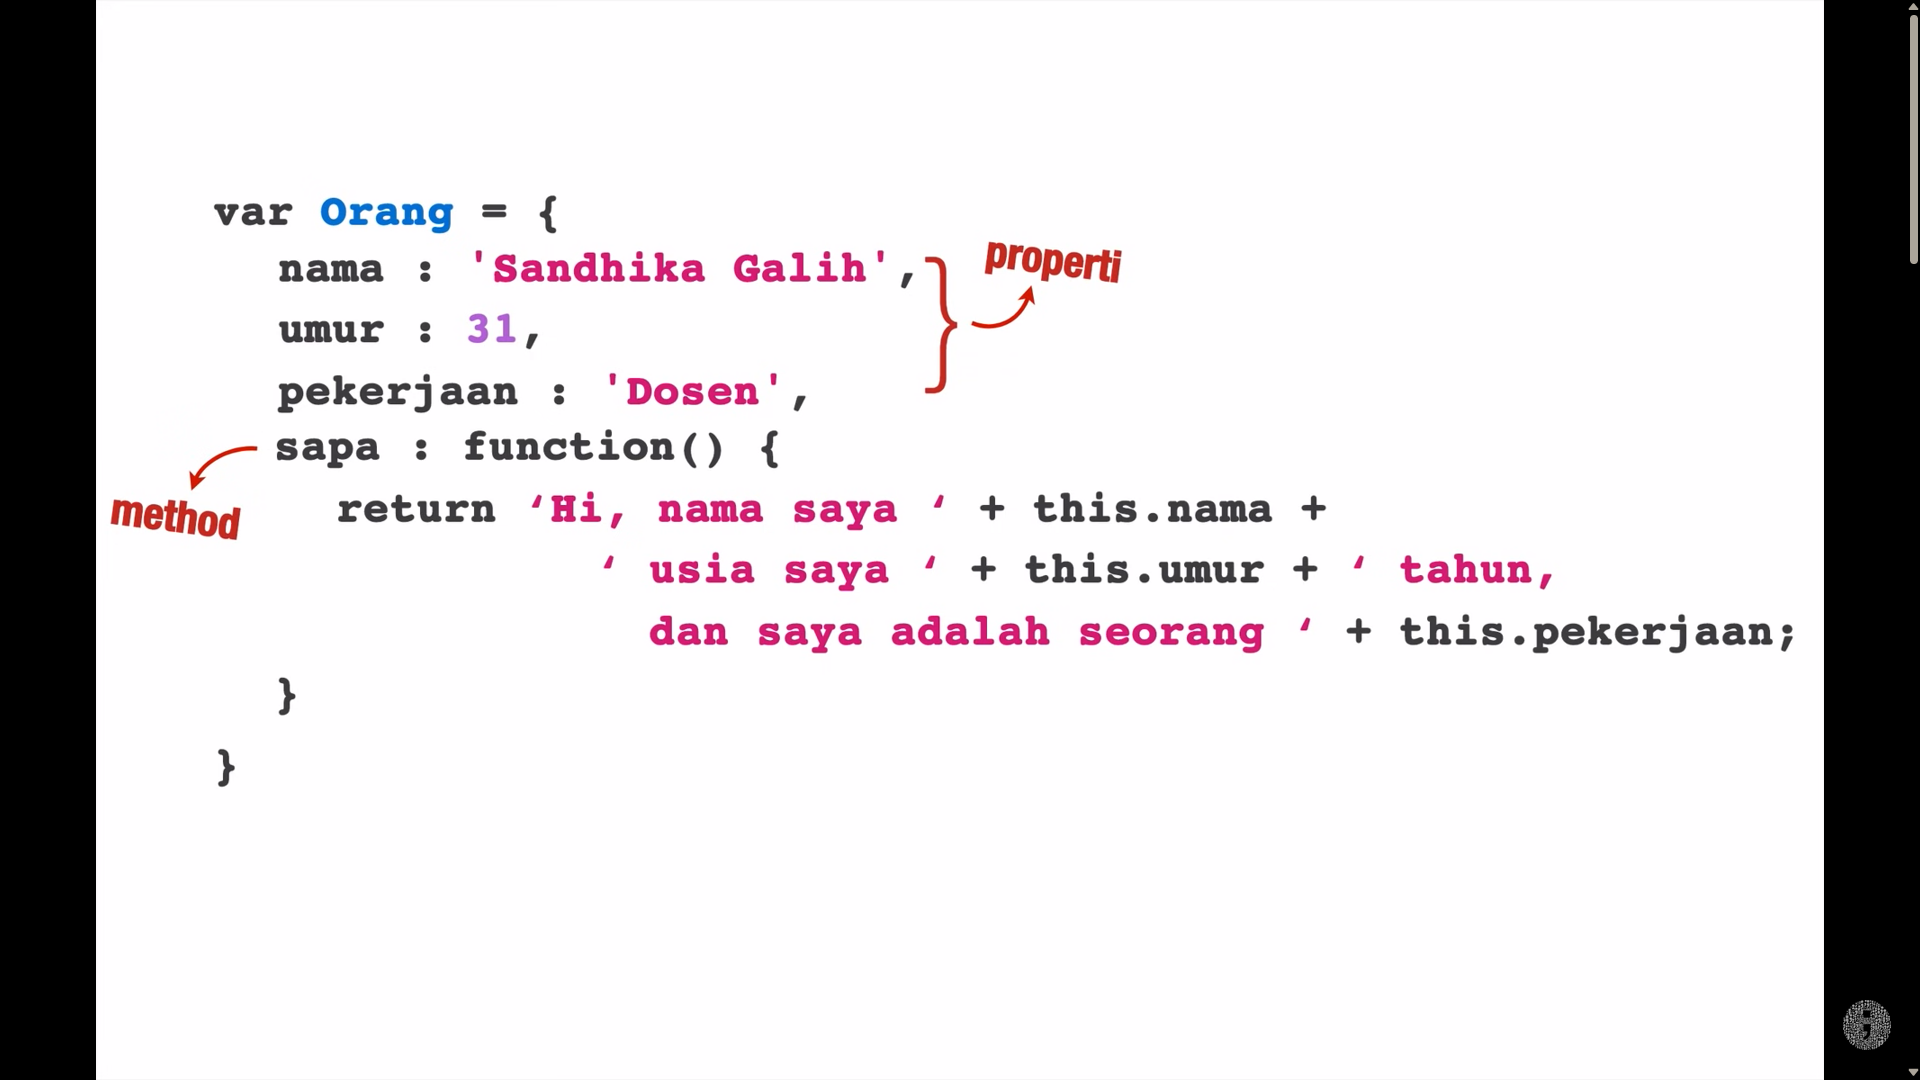 var Orang = {
nama : 'Sandhika Galih',
properti
umur : 31,
pekerjaan : 'Dosen',
sapa : function() {
method
return ‘Hi, nama saya ‘ + this.nama +
‘ usia saya ‘ + this.umur + ‘ tahun,
dan saya adalah seorang ‘ + this.pekerjaan;
}
}